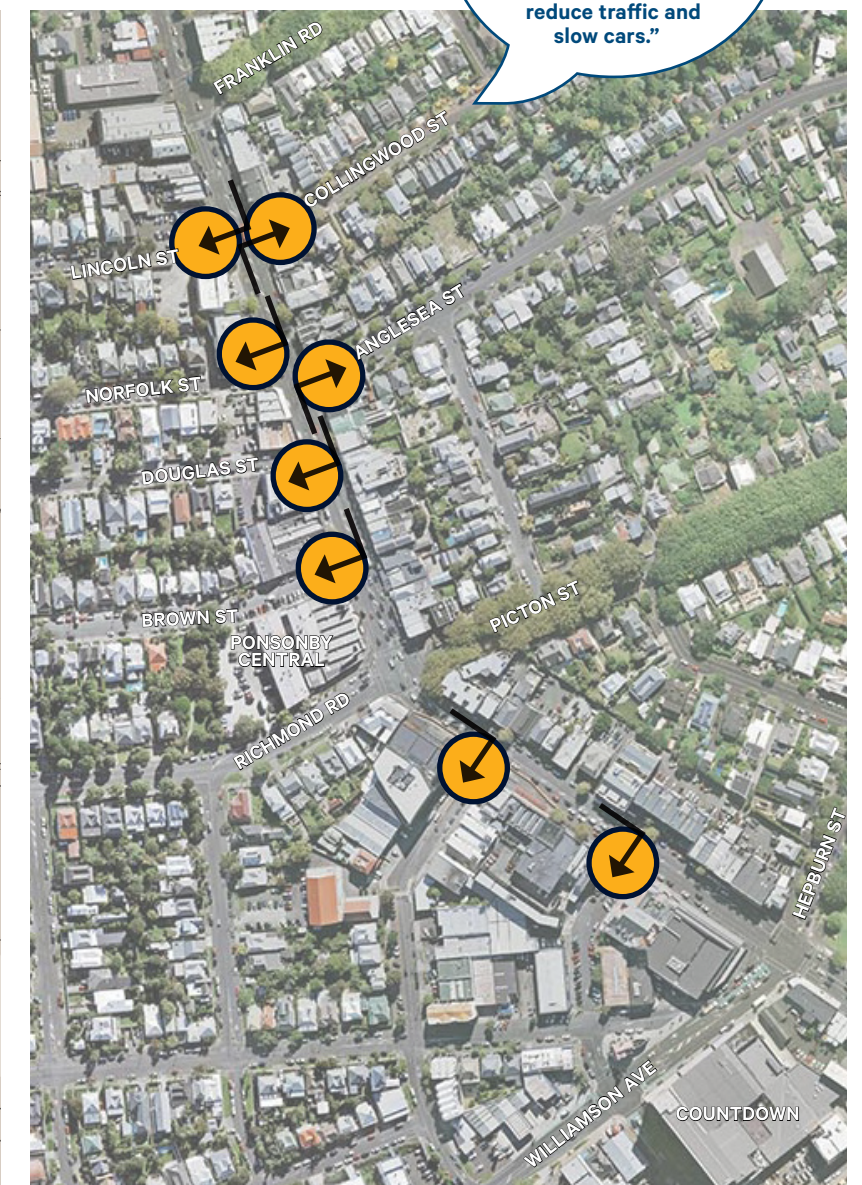 reduce traffic and
slow cars.”
FRANKLIN RD
COLLINGWOOD ST
LINCOLN ST
ANGLESEA ST
NORFOLK ST
DOUGLAS ST
PICTON ST
BROWN ST
PONSONBY
CENTRAL
RICHMOND RD
HEPBURN ST
WILLIAMSON AVE
COUNTDOWN